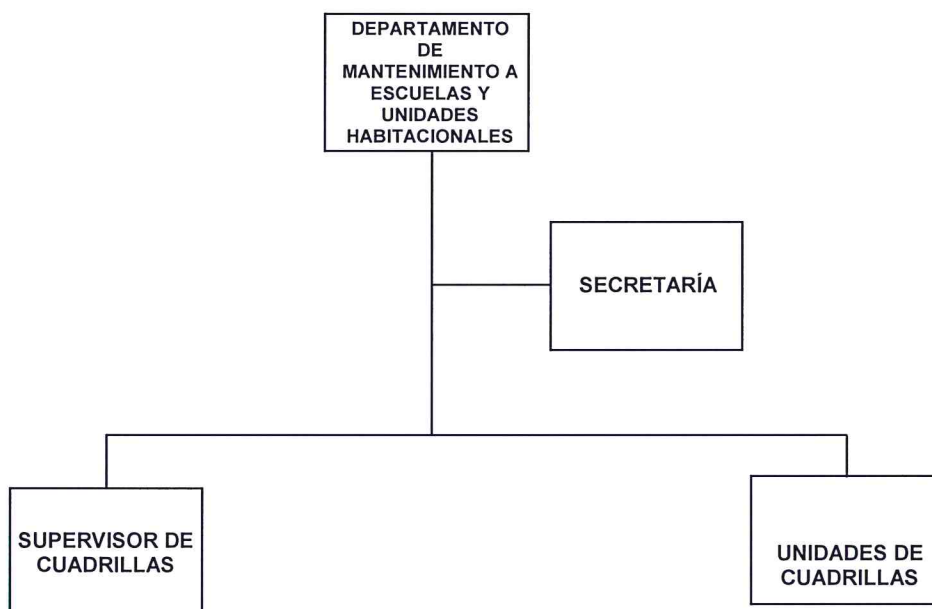 DEPARTAMENTO
DE
MANTENIMIENTO A
ESCUELAS Y
UNIDADES
HABITACIONALES
SECRETARÍA
SUPERVISOR DE
CUADRILLAS
UNIDADES DE
CUADRILLAS